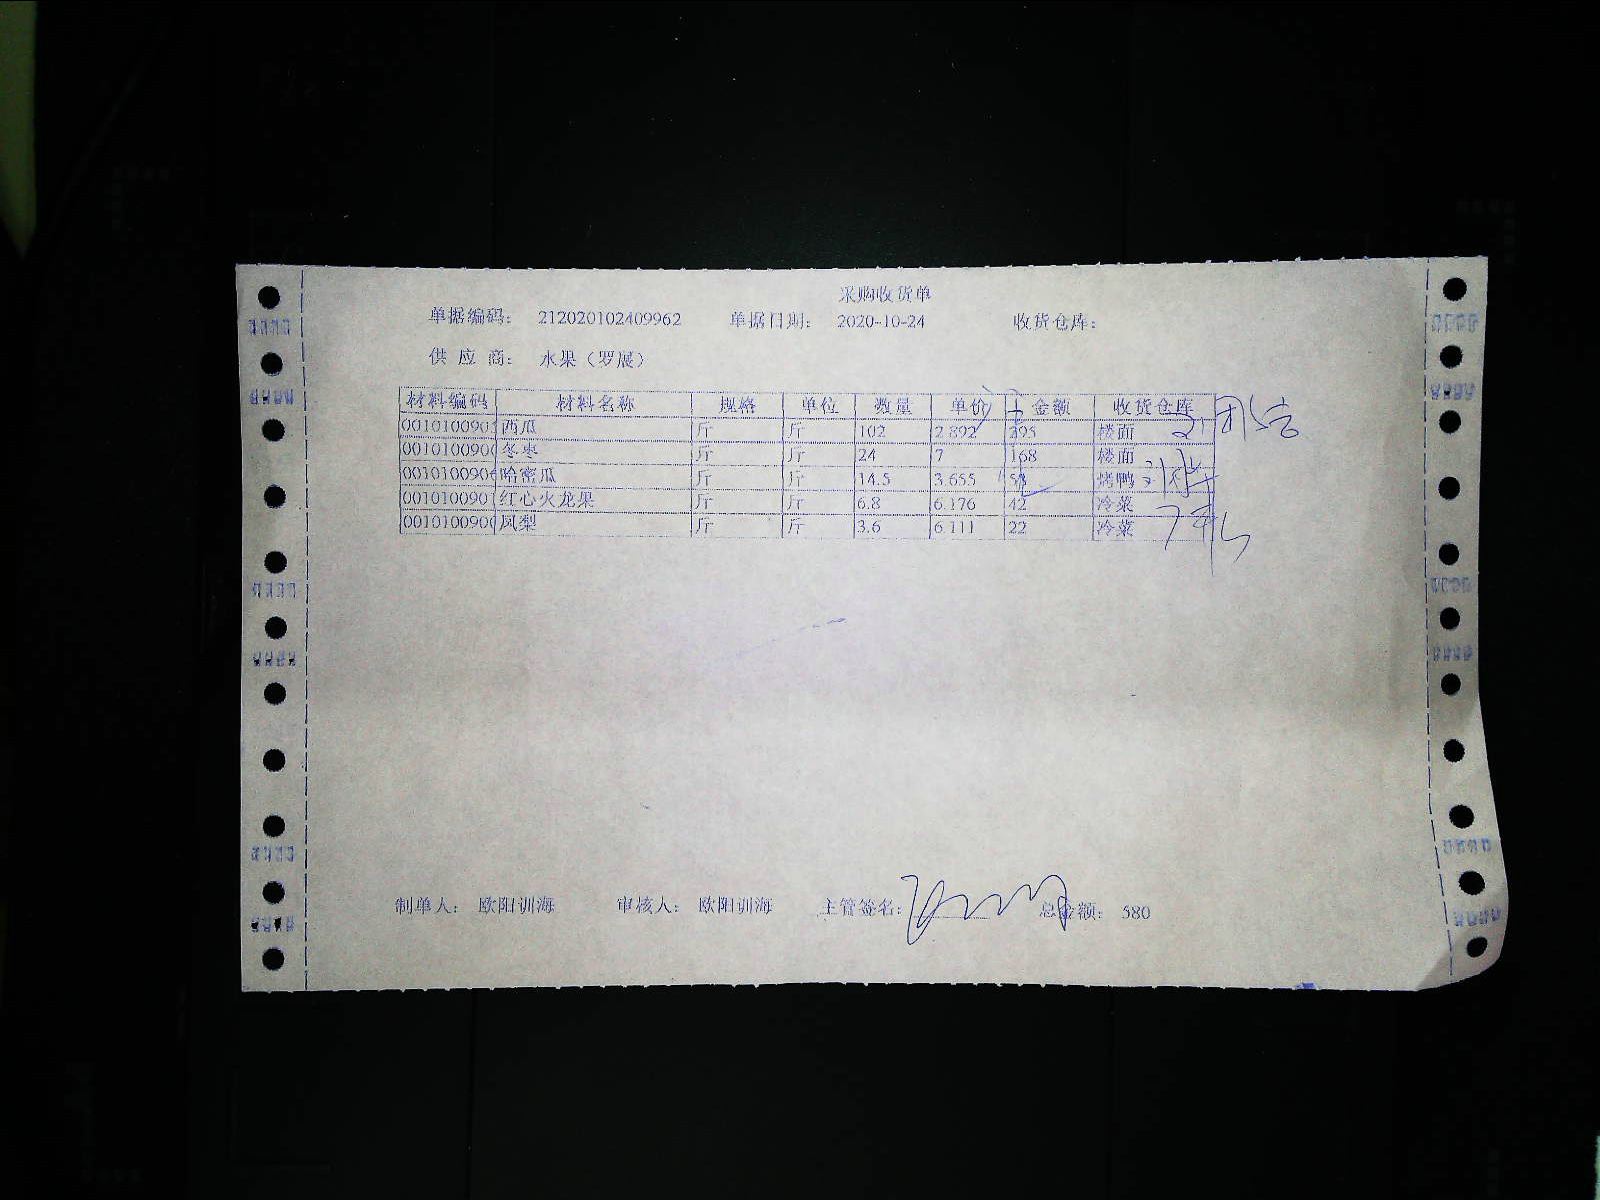 采购收货单
单据编码: 212020102409962 单据日期: 2020-10-24 收货仓库:
供 应 商: 水果（罗展）
材料编码 材料名称 规格 单位 数量 单价 金额 收货仓库
0010100901 西瓜 斤 斤 102 2.892 295 楼面
001010090 冬枣 斤 斤 24 7 168 楼面
001010090 哈密瓜 斤 斤 14.5 3.655 53 烤鸭
001010090 红心火龙果 斤 斤 6.8 6.176 42 冷菜
001010090 凤梨 斤 斤 3.6 6.111 22 冷菜
制单人: 欧阳训海 审核人: 欧阳训海 主管签名: 总金额: 580